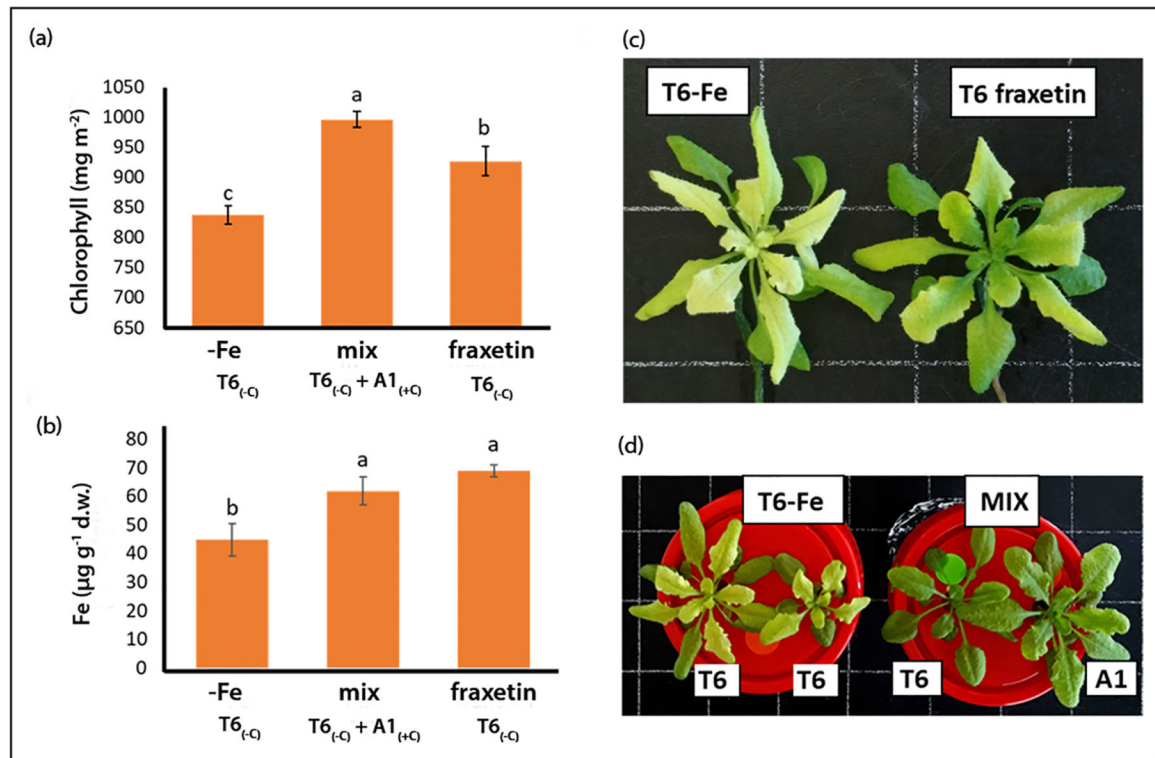 (a)
Chlorophyll (mg m⁻²)
1050
1000
950
900
850
800
750
700
650
c
a
b
-Fe
mix
fraxetin
T6(-C)
T6(-C) + A1(+C)
T6(-C)
(b)
Fe (µg g⁻¹ d.w.)
80
70
60
50
40
30
20
10
0
b
a
a
-Fe
mix
fraxetin
T6(-C)
T6(-C) + A1(+C)
T6(-C)
(c)
T6-Fe
T6 fraxetin
(d)
T6-Fe
MIX
T6
T6
T6
A1